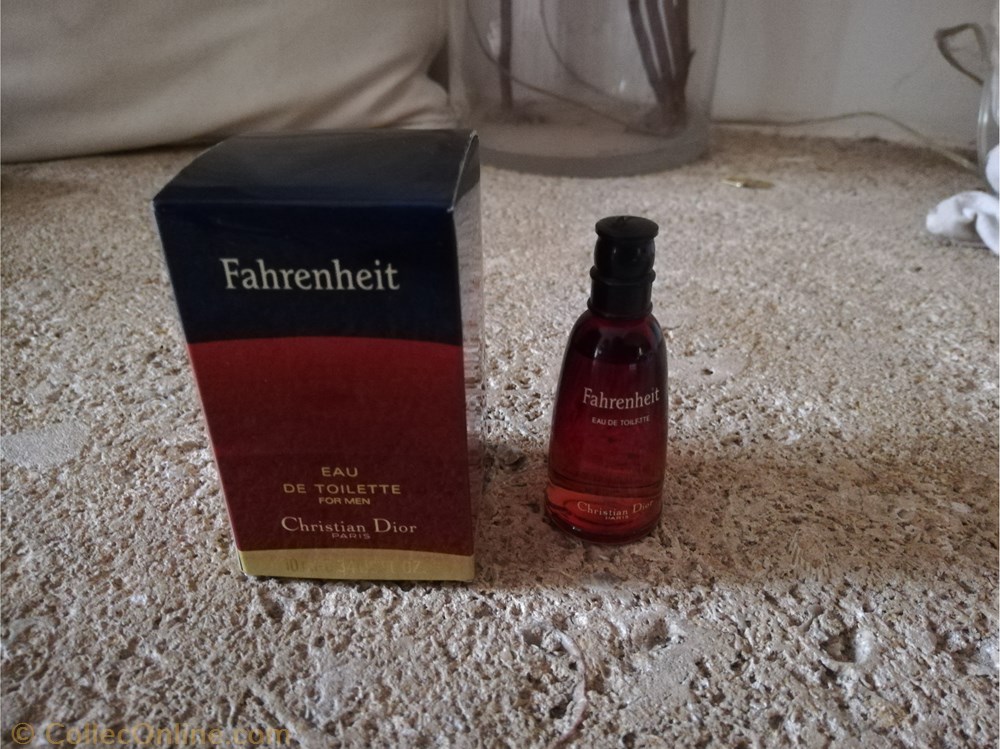 Fahrenheit
EAU
DE TOILETTE
FOR MEN
Christian Dior
PARIS
Fahrenheit
EAU DE TOILETTE
Christian Dior
PARIS
© CollecOnline.com